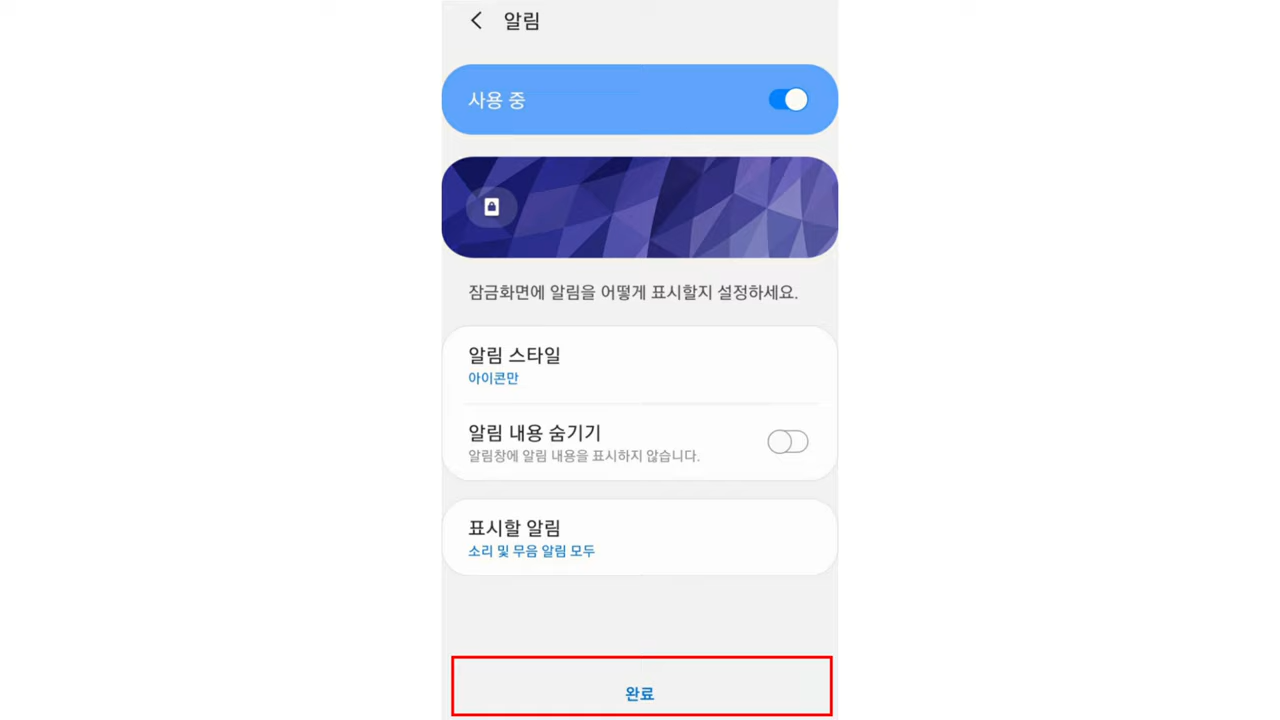 알림
사용 중
잠금화면에 알림을 어떻게 표시할지 설정하세요.
알림 스타일
아이콘만
알림 내용 숨기기
알림창에 알림 내용을 표시하지 않습니다.
표시할 알림
소리 및 무음 알림 모두
완료